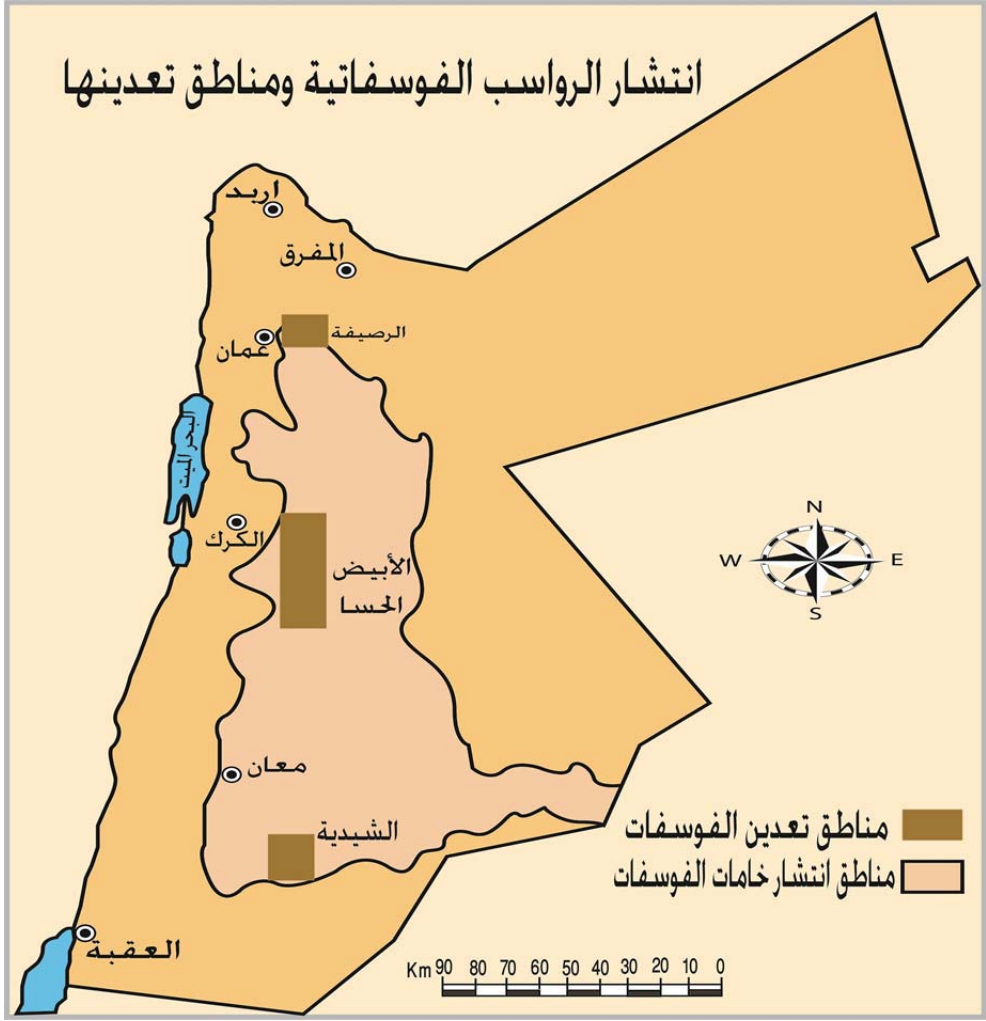 انتشار الرواسب الفوسفاتية ومناطق تعدينها
اربد
المفرق
الرصيفة
عمان
البحر الميت
الكرك
الأبيض
الحسا
معان
الشيدية
العقبة
N
W E
S
مناطق تعدين الفوسفات
مناطق انتشار خامات الفوسفات
Km 90 80 70 60 50 40 30 20 10 0